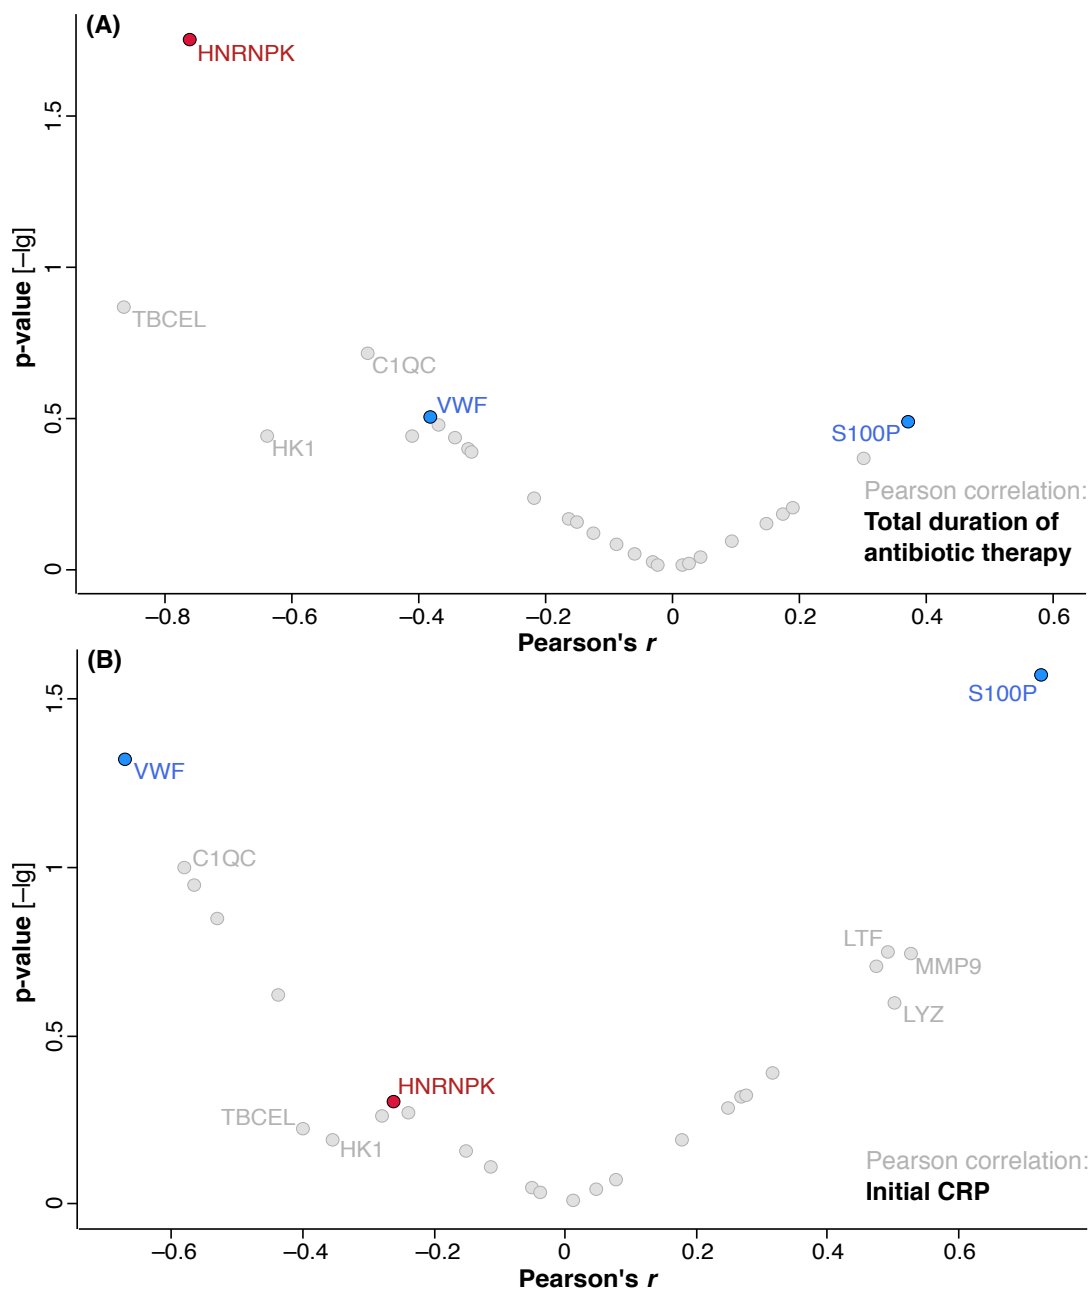 (A)
HNRNPK
1.5
1
TBCEL
C1QC
VWF
0.5
S100P
HK1
Pearson correlation:
Total duration of
antibiotic therapy
0
p-value [–lg]
–0.8 –0.6 –0.4 –0.2 0 0.2 0.4 0.6
Pearson's r
(B)
S100P
1.5
VWF
1
C1QC
LTF
MMP9
LYZ
0.5
HNRNPK
TBCEL
HK1
Pearson correlation:
Initial CRP
0
p-value [–lg]
–0.6 –0.4 –0.2 0 0.2 0.4 0.6
Pearson's r